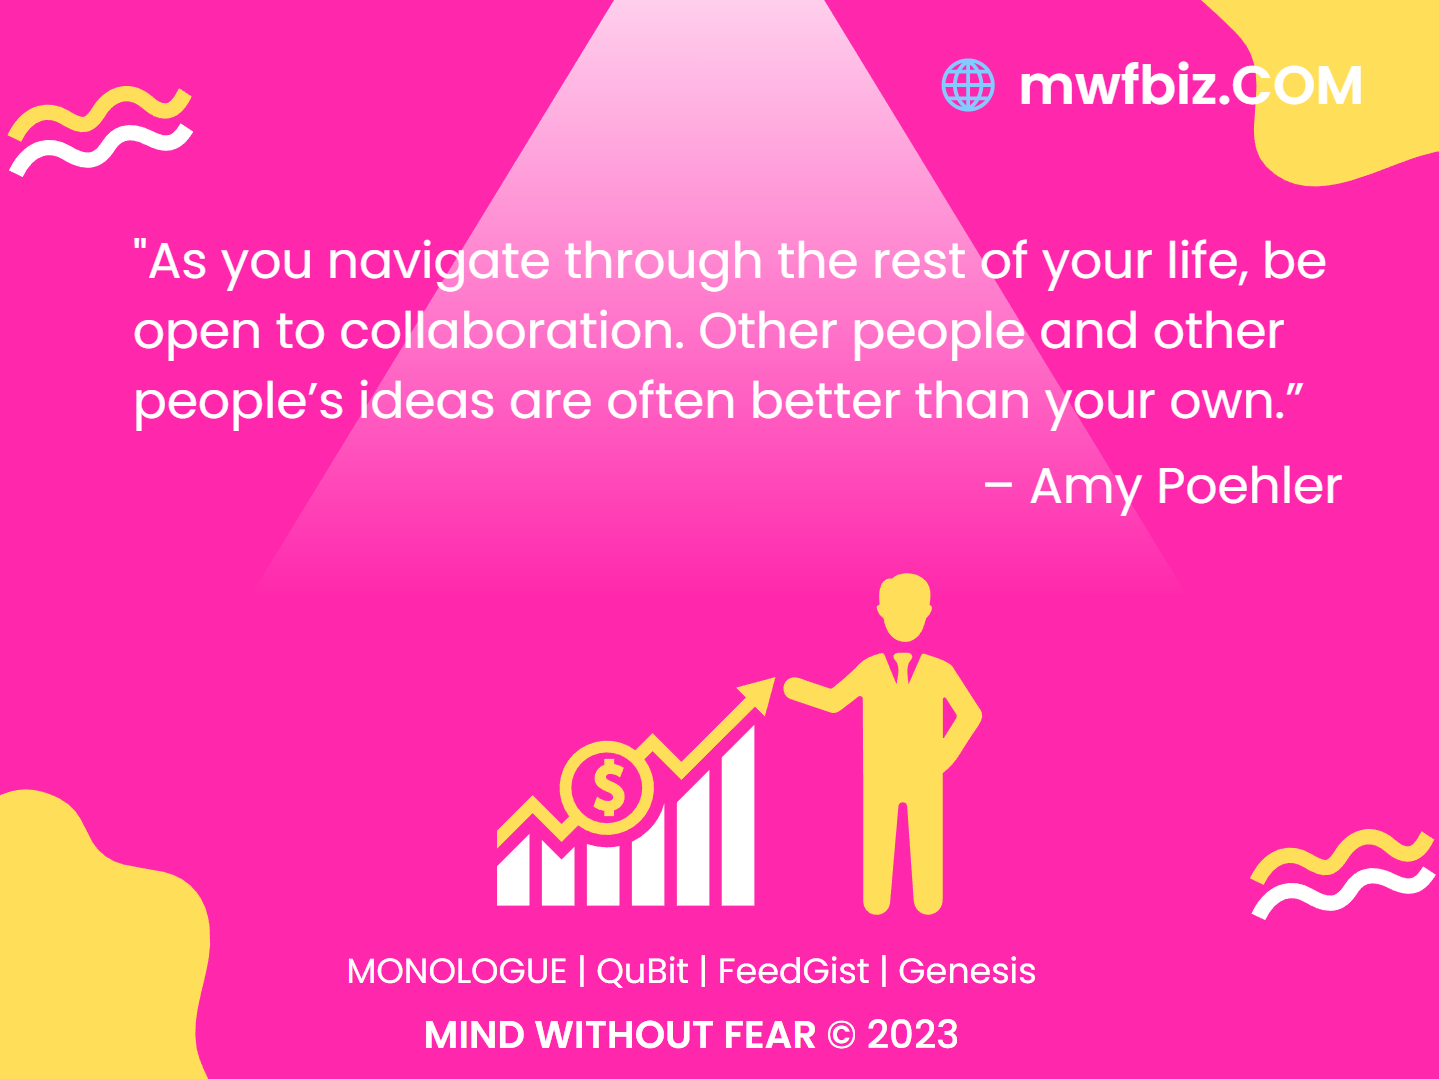 mwfbiz.COM
"As you navigate through the rest of your life, be
open to collaboration. Other people and other
people’s ideas are often better than your own.”
– Amy Poehler
$
MONOLOGUE | QuBit | FeedGist | Genesis
MIND WITHOUT FEAR © 2023